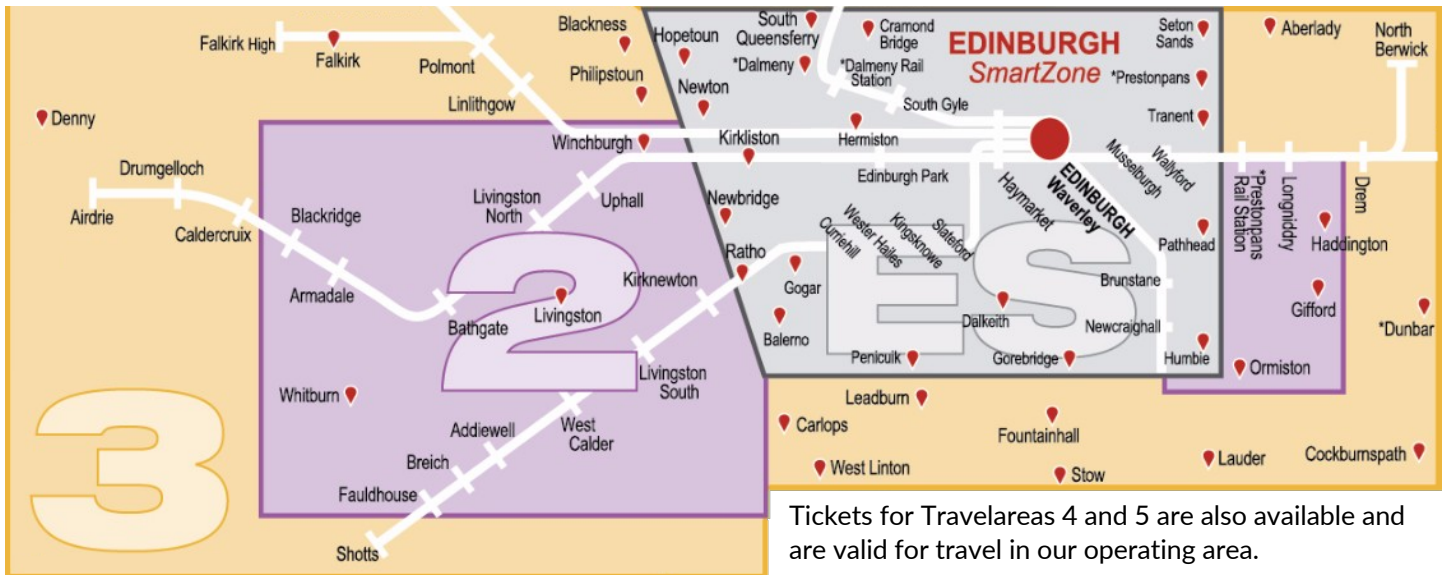 Falkirk High
Falkirk
Polmont
Linlithgow
Blackness
Philipstoun
Hopetoun
Newton
South
Queensferry
*Dalmeny
Cramond
Bridge
*Dalmeny Rail
Station
South Gyle
EDINBURGH
SmartZone
Seton
Sands
*Prestonpans
Tranent
Aberlady
North
Berwick
Denny
Winchburgh
Kirkliston
Hermiston
Edinburgh Park
Haymarket
EDINBURGH
Waverley
Musselburgh
Wallyford
*Prestonpans
Rail Station
Longniddry
Drem
Drumgelloch
Airdrie
Caldercruix
Blackridge
Armadale
Livingston
North
Uphall
Newbridge
Ratho
Gogar
Curriehill
Wester Hailes
Kingsknowe
Slateford
Pathhead
Haddington
Brunstane
Gifford
*Dunbar
2
Bathgate
Livingston
Kirknewton
Balerno
ES
Dalkeith
Newcraighall
Penicuik
Gorebridge
Humbie
Ormiston
Whitburn
Livingston
South
West
Calder
Addiewell
Breich
Fauldhouse
Shotts
3
Leadburn
Carlops
West Linton
Fountainhall
Stow
Lauder
Cockburnspath
Tickets for Travelareas 4 and 5 are also available and
are valid for travel in our operating area.